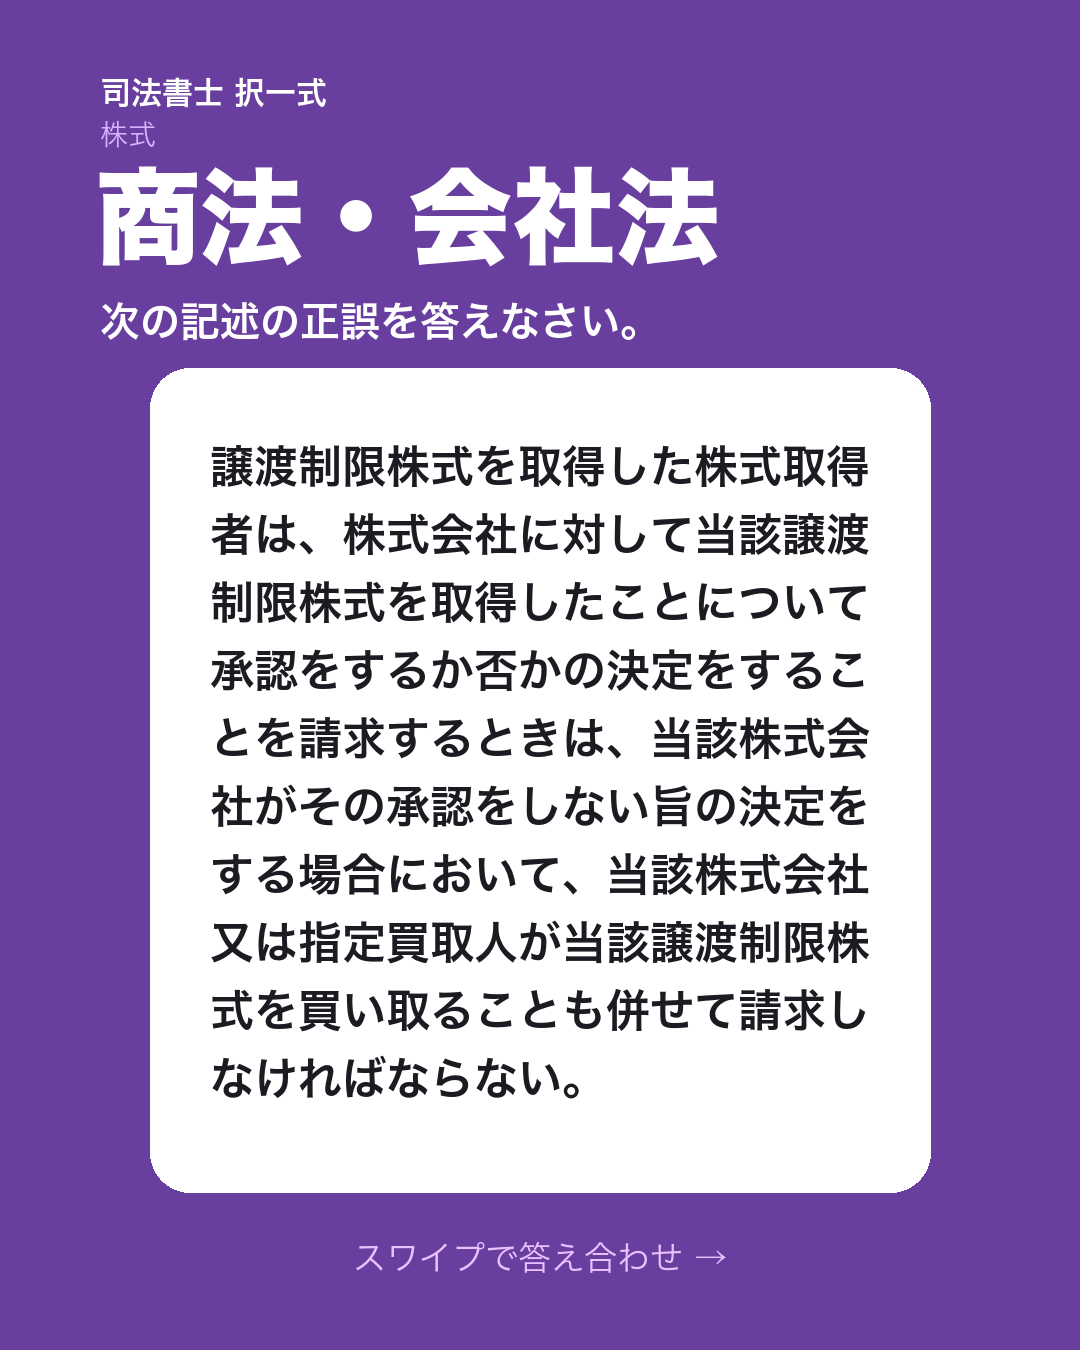 司法書士 択一式
株式
商法・会社法
次の記述の正誤を答えなさい。
譲渡制限株式を取得した株式取得
者は、株式会社に対して当該譲渡
制限株式を取得したことについて
承認をするか否かの決定をするこ
とを請求するときは、当該株式会
社がその承認をしない旨の決定を
する場合において、当該株式会社
又は指定買取人が当該譲渡制限株
式を買い取ることも併せて請求し
なければならない。
スワイプで答え合わせ →